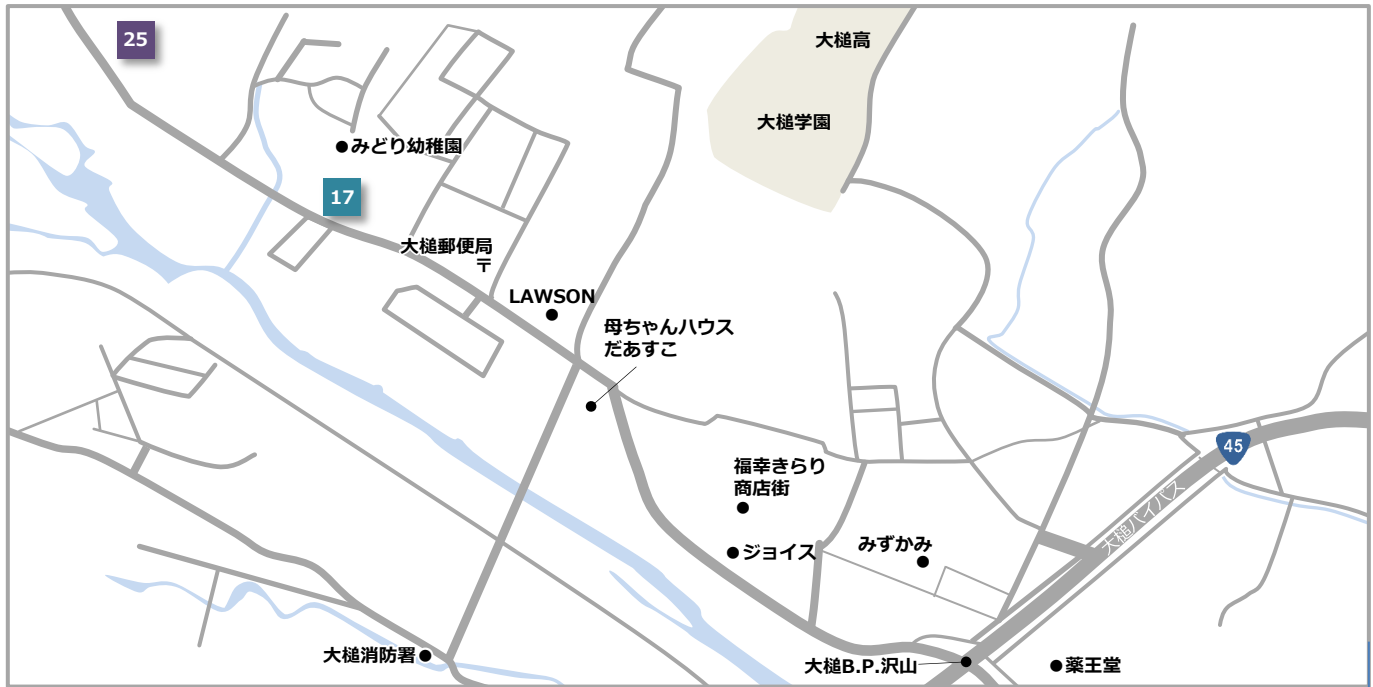 25
大槌高
大槌学園
みどり幼稚園
17
大槌郵便局
〒
LAWSON
母ちゃんハウス
だあすこ
45
福幸きらり
商店街
大槌バイパス
ジョイス
みずかみ
大槌消防署
大槌B.P.沢山
薬王堂